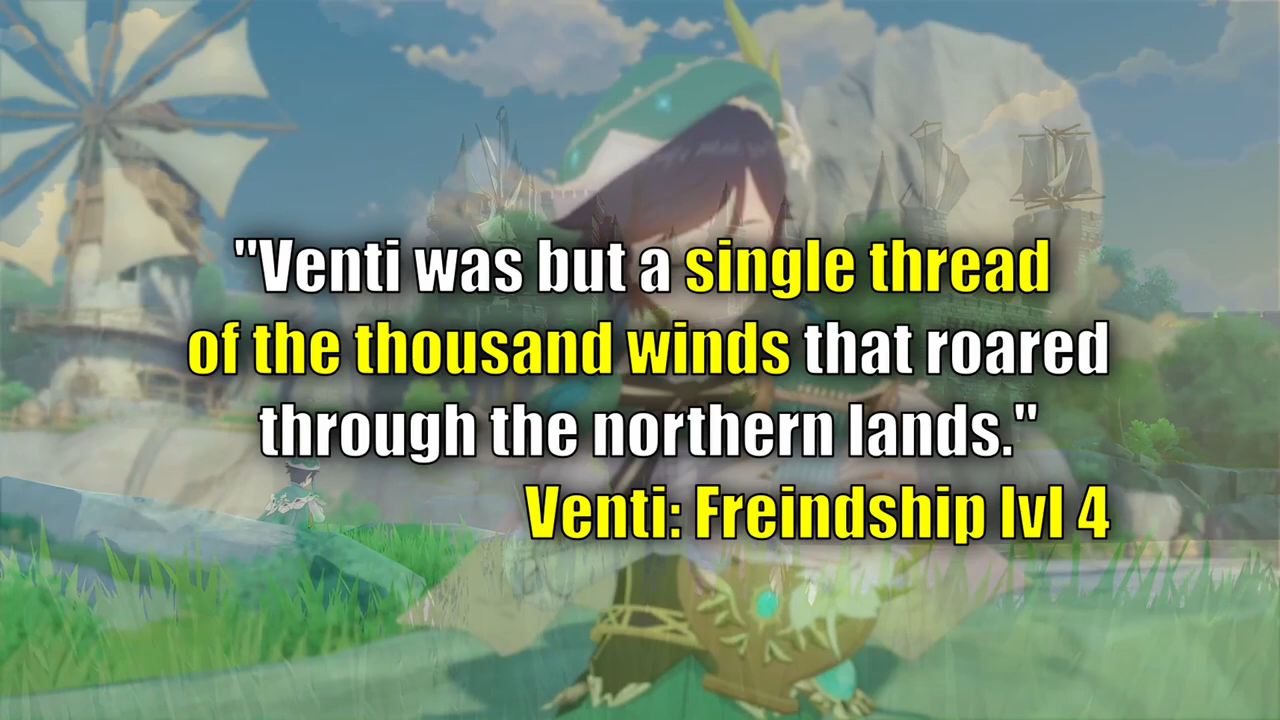 "Venti was but a single thread
of the thousand winds that roared
through the northern lands."
Venti: Freindship lvl 4